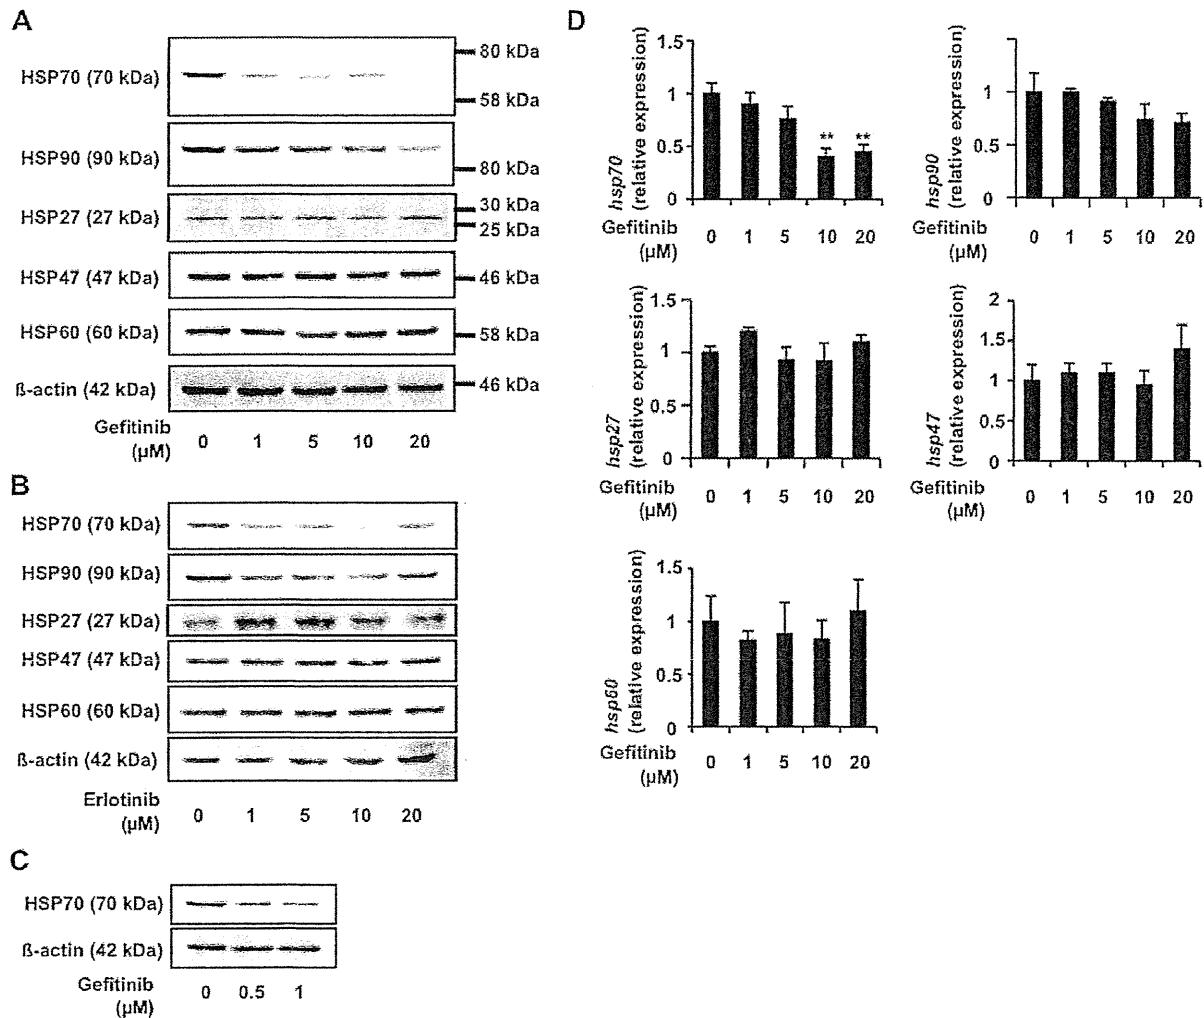 A
HSP70 (70 kDa)
80 kDa
58 kDa
HSP90 (90 kDa)
80 kDa
HSP27 (27 kDa)
30 kDa
25 kDa
HSP47 (47 kDa)
46 kDa
HSP60 (60 kDa)
58 kDa
ß-actin (42 kDa)
46 kDa
Gefitinib (µM)
0 1 5 10 20
B
HSP70 (70 kDa)
HSP90 (90 kDa)
HSP27 (27 kDa)
HSP47 (47 kDa)
HSP60 (60 kDa)
ß-actin (42 kDa)
Erlotinib (µM)
0 1 5 10 20
C
HSP70 (70 kDa)
ß-actin (42 kDa)
Gefitinib (µM)
0 0.5 1
D
hsp70 (relative expression)
1.5
1
0.5
0
** **
Gefitinib (µM)
0 1 5 10 20
hsp90 (relative expression)
1
0.5
0
Gefitinib (µM)
0 1 5 10 20
hsp27 (relative expression)
1.5
1
0.5
0
Gefitinib (µM)
0 1 5 10 20
hsp47 (relative expression)
2
1.5
1
0.5
0
Gefitinib (µM)
0 1 5 10 20
hsp60 (relative expression)
1.5
1
0.5
0
Gefitinib (µM)
0 1 5 10 20